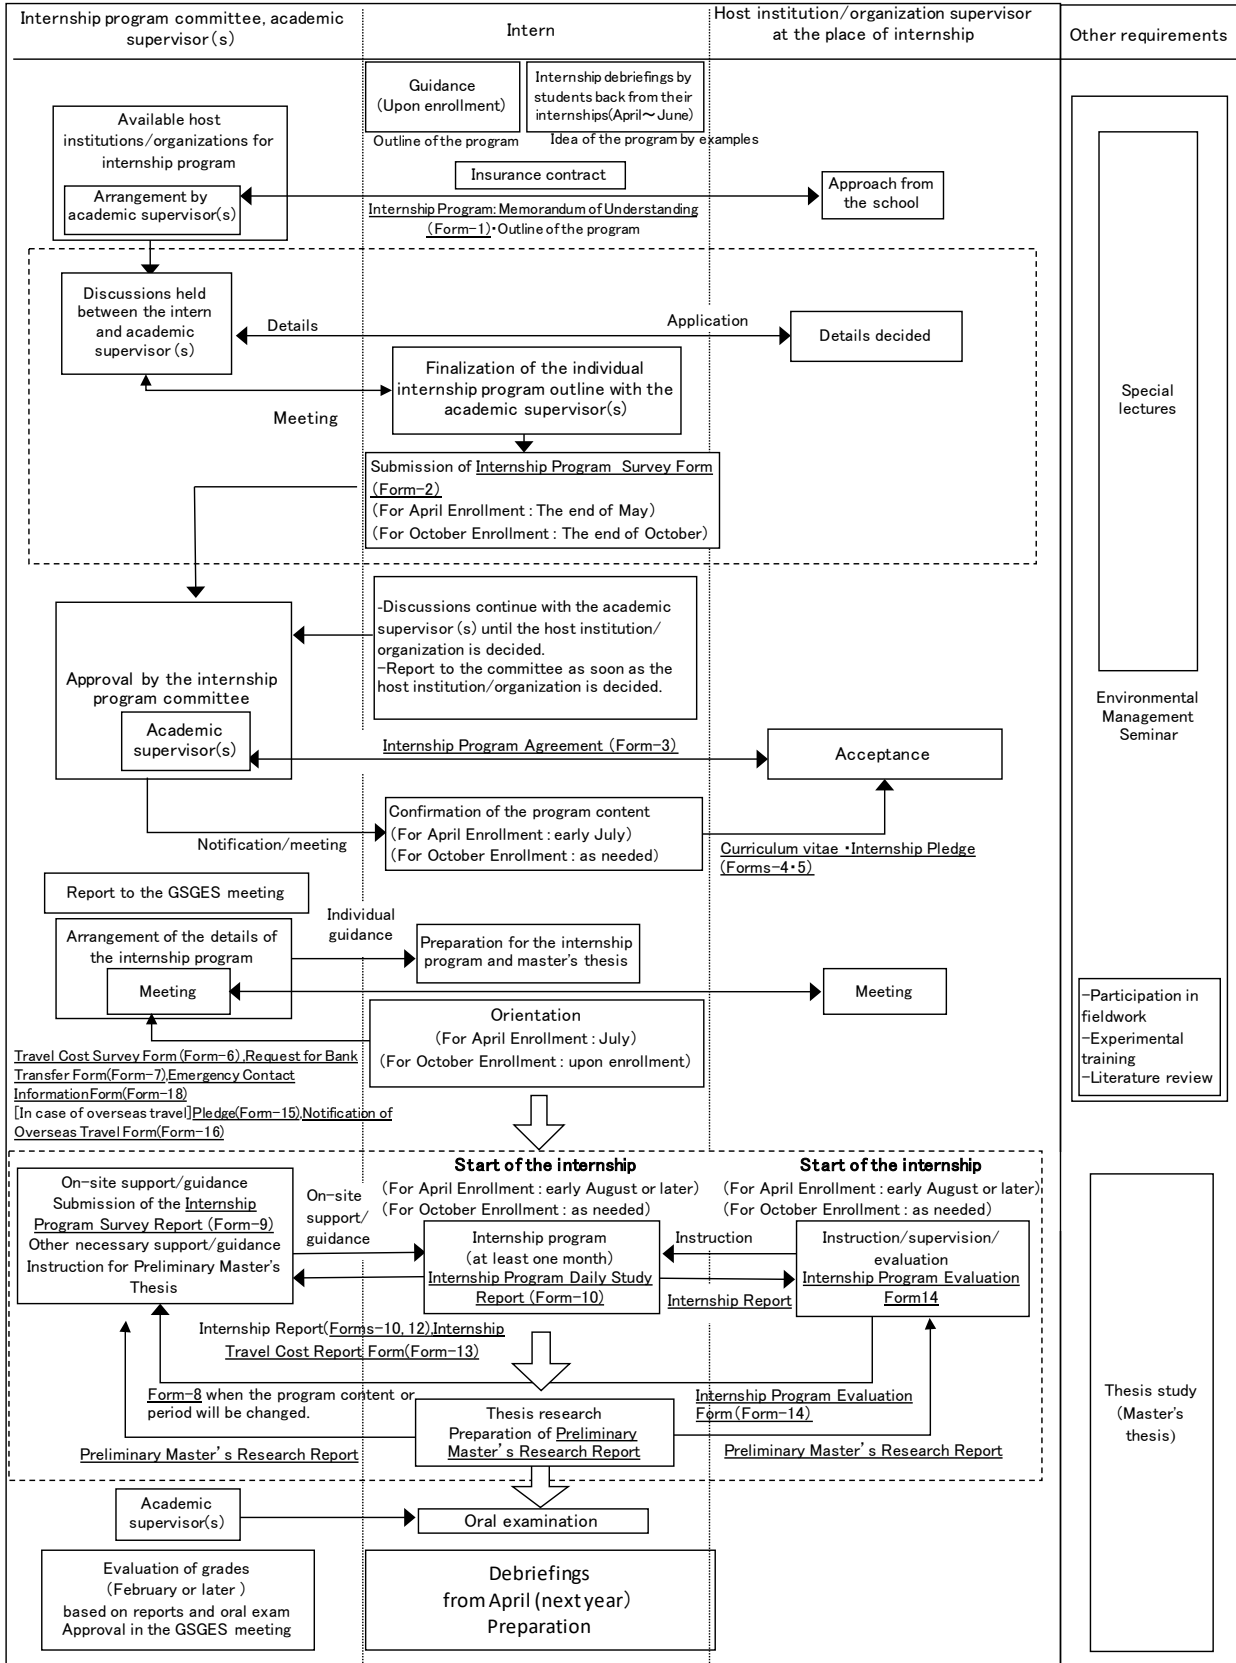 Internship program committee, academic
supervisor(s)
Intern
Host institution/organization supervisor
at the place of internship
Other requirements
Guidance
(Upon enrollment)
Outline of the program
Internship debriefings by
students back from their
internships(April～June)
Idea of the program by examples
Available host
institutions/organizations for
internship program
Arrangement by
academic supervisor(s)
Insurance contract
Internship Program: Memorandum of Understanding
(Form-1)・Outline of the program
Approach from
the school
Discussions held
between the intern
and academic
supervisor (s)
Details
Application
Details decided
Finalization of the individual
internship program outline with the
academic supervisor(s)
Meeting
Submission of Internship Program Survey Form
(Form-2)
(For April Enrollment : The end of May)
(For October Enrollment : The end of October)
Special
lectures
-Discussions continue with the academic
supervisor (s) until the host institution/
organization is decided.
-Report to the committee as soon as the
host institution/organization is decided.
Approval by the internship
program committee
Academic
supervisor(s)
Internship Program Agreement (Form-3)
Acceptance
Environmental
Management
Seminar
Notification/meeting
Confirmation of the program content
(For April Enrollment : early July)
(For October Enrollment : as needed)
Curriculum vitae ・Internship Pledge
(Forms-4・5)
Report to the GSGES meeting
Arrangement of the details of
the internship program
Meeting
Individual
guidance
Preparation for the internship
program and master's thesis
Meeting
-Participation in
fieldwork
-Experimental
training
-Literature review
Orientation
(For April Enrollment : July)
(For October Enrollment : upon enrollment)
Travel Cost Survey Form (Form-6),Request for Bank
Transfer Form(Form-7),Emergency Contact
InformationForm(Form-18)
[In case of overseas travel]Pledge(Form-15),Notification of
Overseas Travel Form(Form-16)
On-site support/guidance
Submission of the Internship
Program Survey Report (Form-9)
Other necessary support/guidance
Instruction for Preliminary Master's
Thesis
On-site
support/
guidance
Start of the internship
(For April Enrollment : early August or later)
(For October Enrollment : as needed)
Internship program
(at least one month)
Internship Program Daily Study
Report (Form-10)
Instruction
Internship Report
Start of the internship
(For April Enrollment : early August or later)
(For October Enrollment : as needed)
Instruction/supervision/
evaluation
Internship Program Evaluation
Form14
Internship Report(Forms-10, 12),Internship
Travel Cost Report Form(Form-13)
Form-8 when the program content or
period will be changed.
Preliminary Master’s Research Report
Thesis research
Preparation of Preliminary
Master’s Research Report
Internship Program Evaluation
Form (Form-14)
Preliminary Master’s Research Report
Thesis study
(Master's
thesis)
Academic
supervisor(s)
Oral examination
Evaluation of grades
(February or later )
based on reports and oral exam
Approval in the GSGES meeting
Debriefings
from April (next year)
Preparation